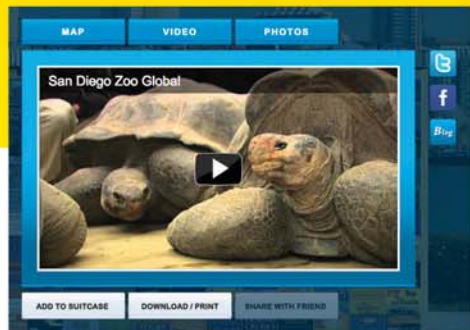 MAP VIDEO PHOTOS
San Diego Zoo Global
Blog
ADD TO SUITCASE DOWNLOAD / PRINT SHARE WITH FRIEND